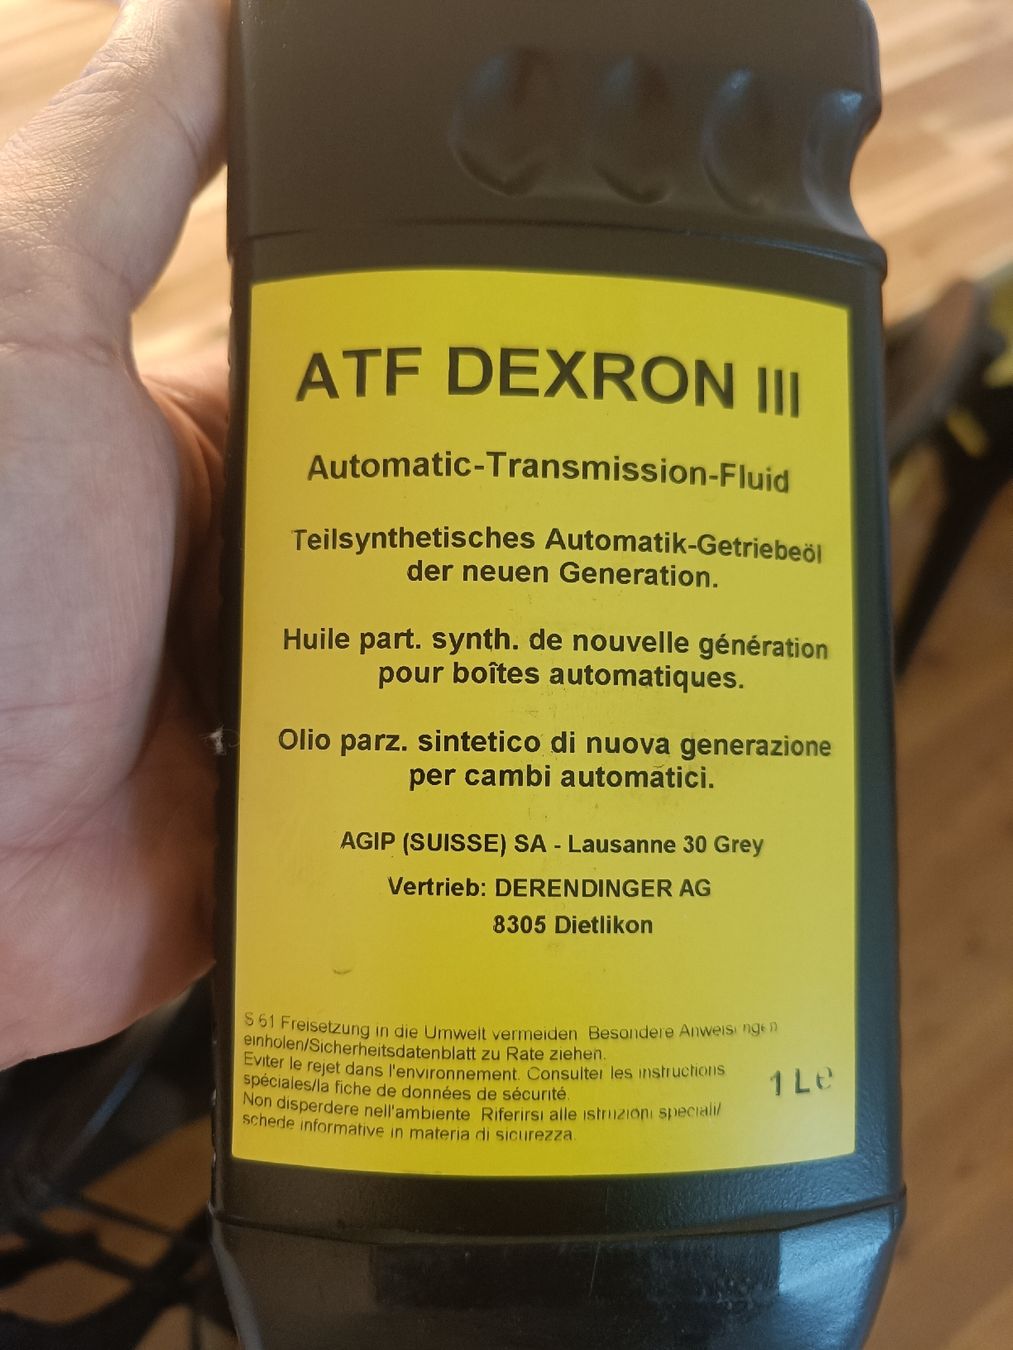 ATF DEXRON III
Automatic-Transmission-Fluid
Teilsynthetisches Automatik-Getriebeöl
der neuen Generation.
Huile part. synth. de nouvelle génération
pour boîtes automatiques.
Olio parz. sintetico di nuova generazione
per cambi automatici.
AGIP (SUISSE) SA - Lausanne 30 Grey
Vertrieb: DERENDINGER AG
8305 Dietlikon
S 61 Freisetzung in die Umwelt vermeiden Besondere Anweisungen
einholen/Sicherheitsdatenblatt zu Rate ziehen.
Eviter le rejet dans l'environnement. Consulter les instructions
spéciales/la fiche de données de sécurité.
Non disperdere nell'ambiente Riferirsi alle istruzioni speciali/
schede informative in materia di sicurezza.
1 L e